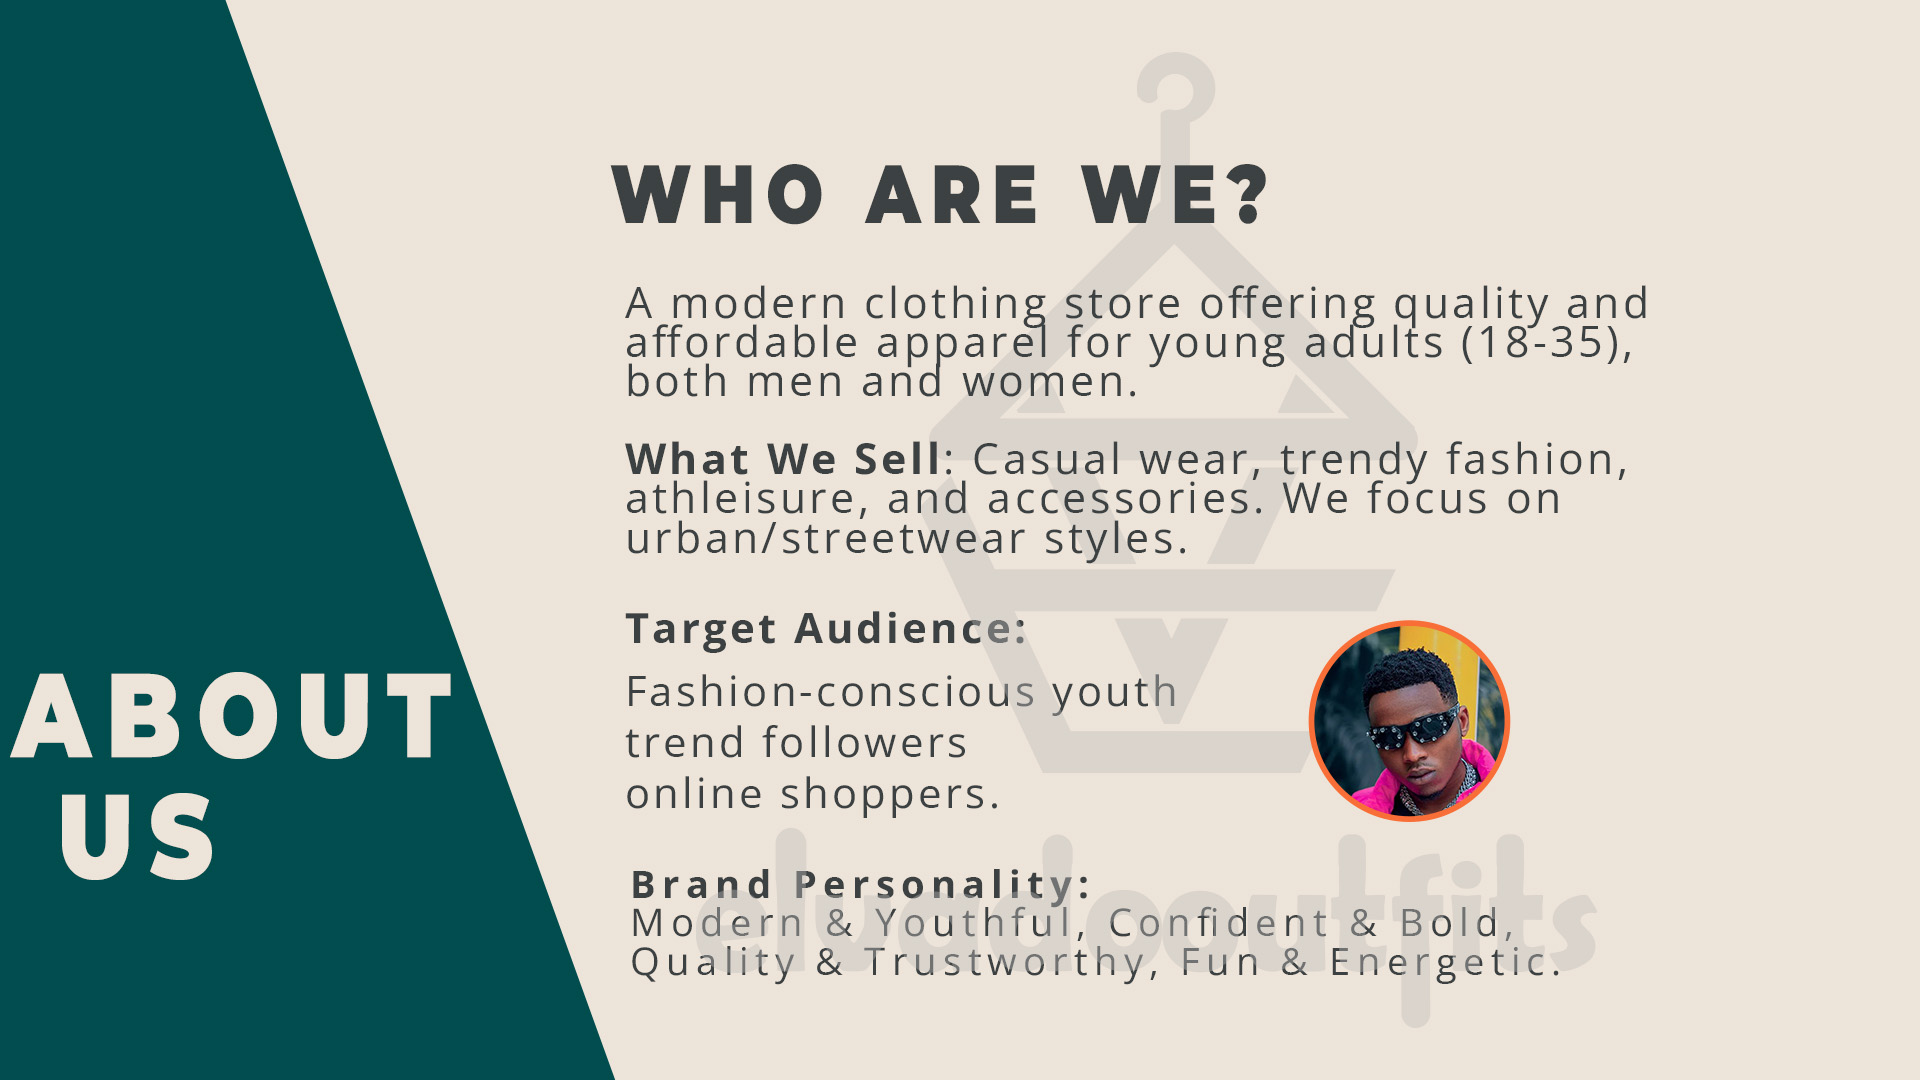 WHO ARE WE?
A modern clothing store offering quality and
affordable apparel for young adults (18-35),
both men and women.
What We Sell: Casual wear, trendy fashion,
athleisure, and accessories. We focus on
urban/streetwear styles.
Target Audience:
Fashion-conscious youth
trend followers
online shoppers.
ABOUT
US
Brand Personality:
Modern & Youthful, Confident & Bold,
Quality & Trustworthy, Fun & Energetic.
elvadooutfits